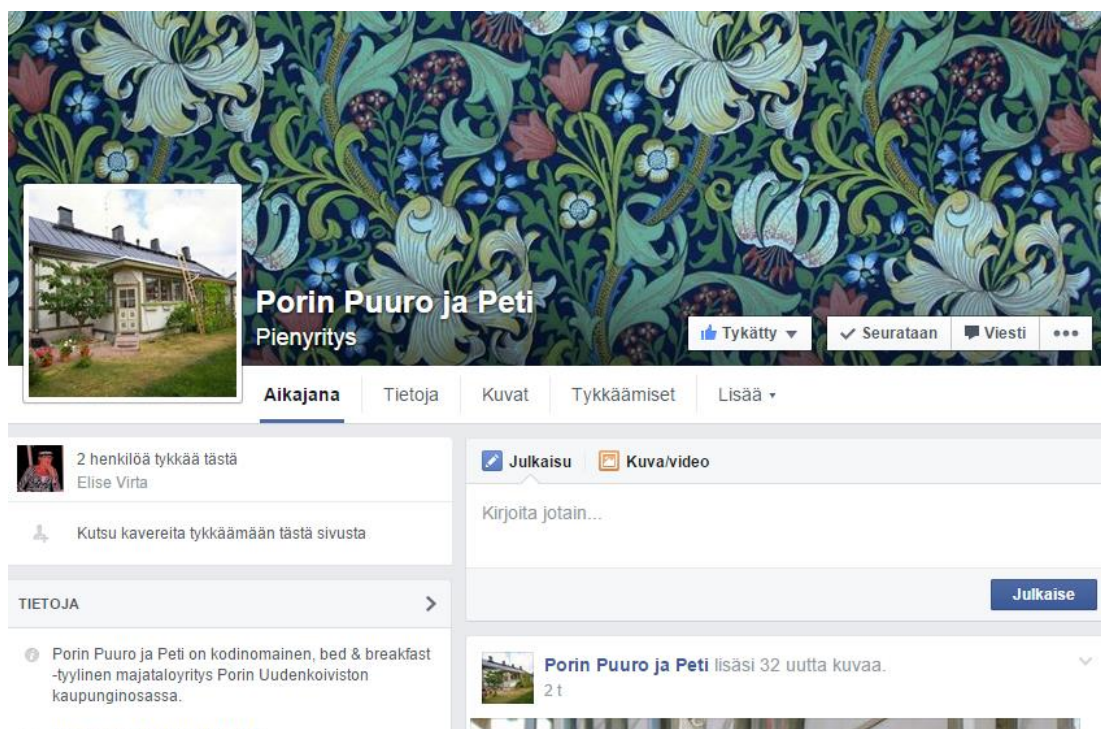 Porin Puuro ja Peti
Pienyritys
Tykätty
Seurataan
Viesti
Aikajana
Tietoja
Kuvat
Tykkäämiset
Lisää
2 henkilöä tykkää tästä
Elise Virta
Kutsu kavereita tykkäämään tästä sivusta
TIETOJA
Porin Puuro ja Peti on kodinomainen, bed & breakfast
-tyylinen majataloyritys Porin Uudenkoiviston
kaupunginosassa.
Julkaisu
Kuva/video
Kirjoita jotain...
Julkaise
Porin Puuro ja Peti lisäsi 32 uutta kuvaa.
2 t